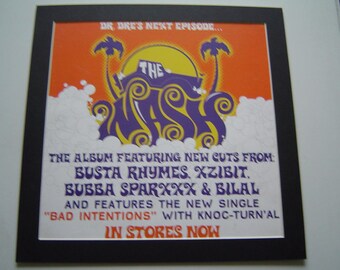 DR. DRE'S NEXT EPISODE...
THE
WASH
THE ALBUM FEATURING NEW CUTS FROM:
BUSTA RHYMES, XZIBIT,
BUBBA SPARXXX & BILAL
AND FEATURES THE NEW SINGLE
"BAD INTENTIONS" WITH KNOC-TURN'AL
IN STORES NOW